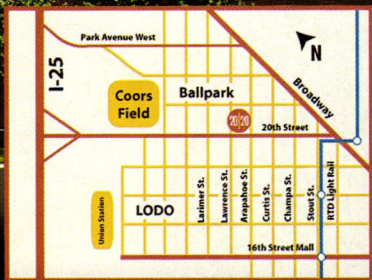 Park Avenue West
N
I-25
Coors
Field
Ballpark
Broadway
20|20
20th Street
Union Station
LODO
Larimer St.
Lawrence St.
Arapahoe St.
Curtis St.
Champa St.
Stout St.
RTD Light Rail
16th Street Mall